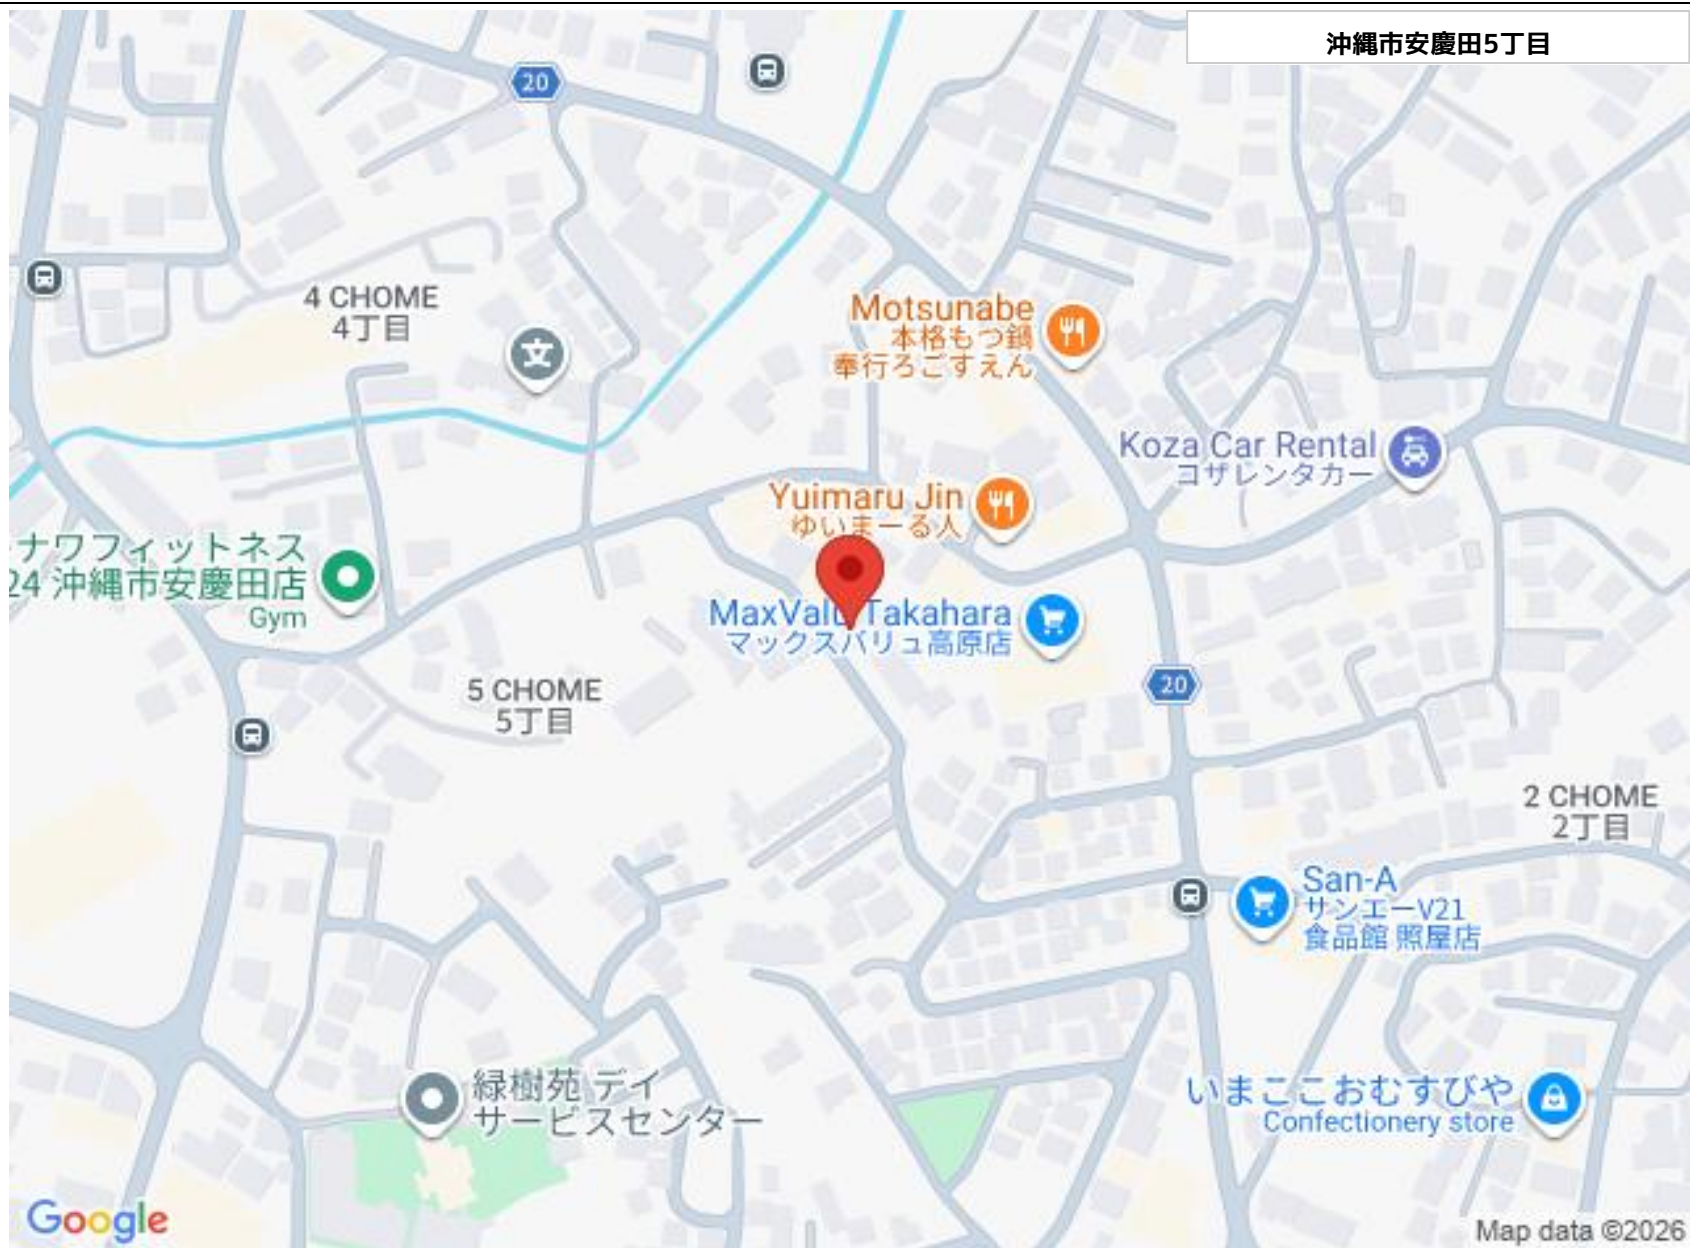 沖縄市安慶田5丁目
20
4 CHOME
4丁目
Motsunabe
本格もつ鍋
奉行ろごすえん
Koza Car Rental
コザレンタカー
Yuimaru Jin
ゆいまーる人
ナワフィットネス
24 沖縄市安慶田店
Gym
MaxValu Takahara
マックスバリュ高原店
5 CHOME
5丁目
20
2 CHOME
2丁目
San-A
サンエーV21
食品館 照屋店
緑樹苑 デイ
サービスセンター
いまここおむすびや
Confectionery store
Google
Map data ©2026